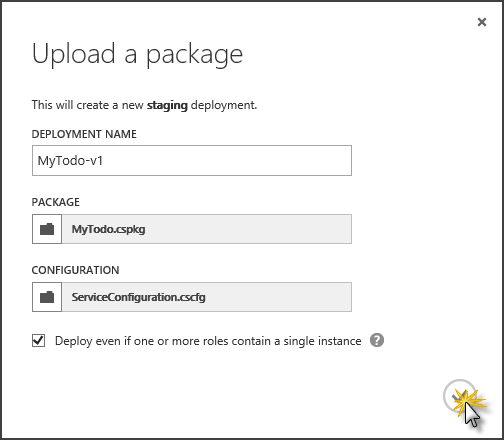 Upload a package
This will create a new staging deployment.
DEPLOYMENT NAME
MyTodo-v1
PACKAGE
MyTodo.cspkg
CONFIGURATION
ServiceConfiguration.cscfg
Deploy even if one or more roles contain a single instance ?